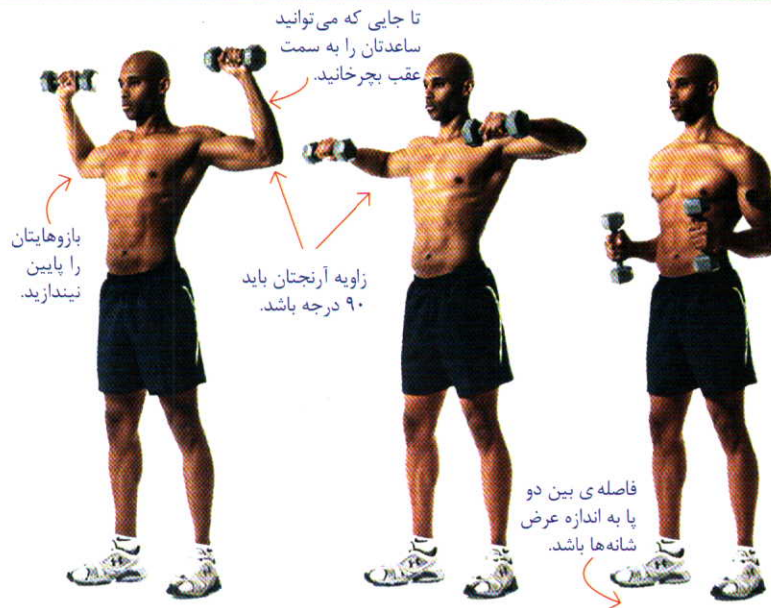 تا جایی که می‌توانید
ساعدتان را به سمت
عقب بچرخانید.
بازوهایتان
را پایین
نیندازید.
زاویه آرنجتان باید
۹۰ درجه باشد.
فاصله‌ی بین دو
پا به اندازه عرض
شانه‌ها باشد.